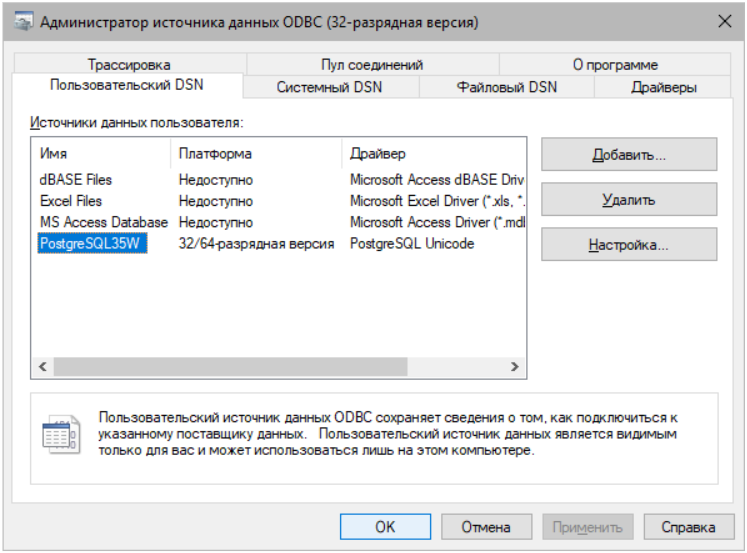 Администратор источника данных ODBC (32-разрядная версия)
Трассировка Пул соединений О программе
Пользовательский DSN Системный DSN Файловый DSN Драйверы
Источники данных пользователя:
Имя Платформа Драйвер
dBASE Files Недоступно Microsoft Access dBASE Driv
Excel Files Недоступно Microsoft Excel Driver (*.xls, *.
MS Access Database Недоступно Microsoft Access Driver (*.mdl
PostgreSQL35W 32/64-разрядная версия PostgreSQL Unicode
Добавить...
Удалить
Настройка...
Пользовательский источник данных ODBC сохраняет сведения о том, как подключиться к
указанному поставщику данных. Пользовательский источник данных является видимым
только для вас и может использоваться лишь на этом компьютере.
OK Отмена Применить Справка